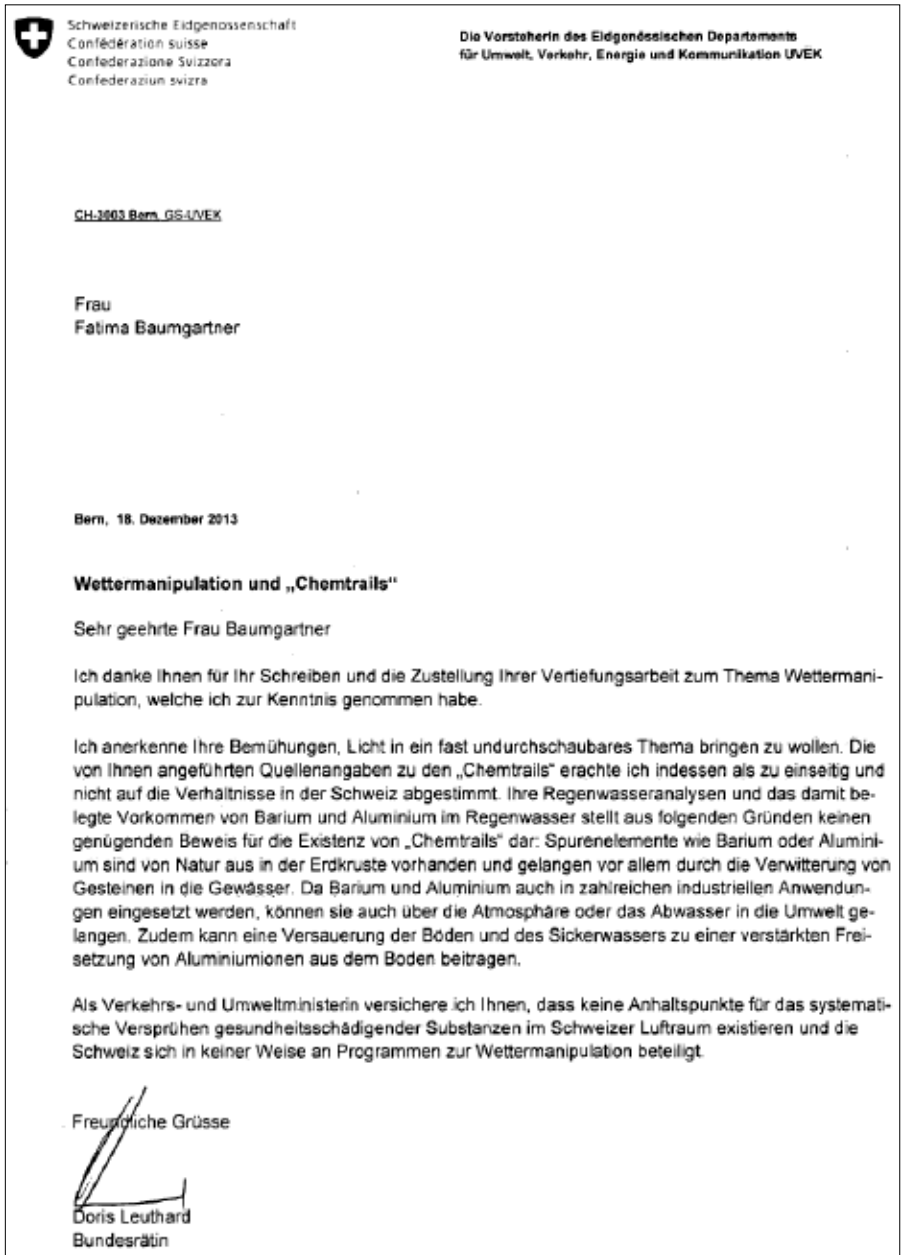 Schweizerische Eidgenossenschaft
Confédération suisse
Confederazione Svizzera
Confederaziun svizra
Die Vorsteherin des Eidgenössischen Departements
für Umwelt, Verkehr, Energie und Kommunikation UVEK
CH-3003 Bern, GS-UVEK
Frau
Fatima Baumgartner
Bern, 18. Dezember 2013
Wettermanipulation und „Chemtrails“
Sehr geehrte Frau Baumgartner
Ich danke Ihnen für Ihr Schreiben und die Zustellung Ihrer Vertiefungsarbeit zum Thema Wettermani-
pulation, welche ich zur Kenntnis genommen habe.
Ich anerkenne Ihre Bemühungen, Licht in ein fast undurchschaubares Thema bringen zu wollen. Die
von Ihnen angeführten Quellenangaben zu den „Chemtrails“ erachte ich indessen als zu einseitig und
nicht auf die Verhältnisse in der Schweiz abgestimmt. Ihre Regenwasseranalysen und das damit be-
legte Vorkommen von Barium und Aluminium im Regenwasser stellt aus folgenden Gründen keinen
genügenden Beweis für die Existenz von „Chemtrails“ dar: Spurenelemente wie Barium oder Alumini-
um sind von Natur aus in der Erdkruste vorhanden und gelangen vor allem durch die Verwitterung von
Gesteinen in die Gewässer. Da Barium und Aluminium auch in zahlreichen industriellen Anwendun-
gen eingesetzt werden, können sie auch über die Atmosphäre oder das Abwasser in die Umwelt ge-
langen. Zudem kann eine Versauerung der Böden und des Sickerwassers zu einer verstärkten Frei-
setzung von Aluminiumionen aus dem Boden beitragen.
Als Verkehrs- und Umweltministerin versichere ich Ihnen, dass keine Anhaltspunkte für das systemati-
sche Versprühen gesundheitsschädigender Substanzen im Schweizer Luftraum existieren und die
Schweiz sich in keiner Weise an Programmen zur Wettermanipulation beteiligt.
Freundliche Grüsse
Doris Leuthard
Bundesrätin